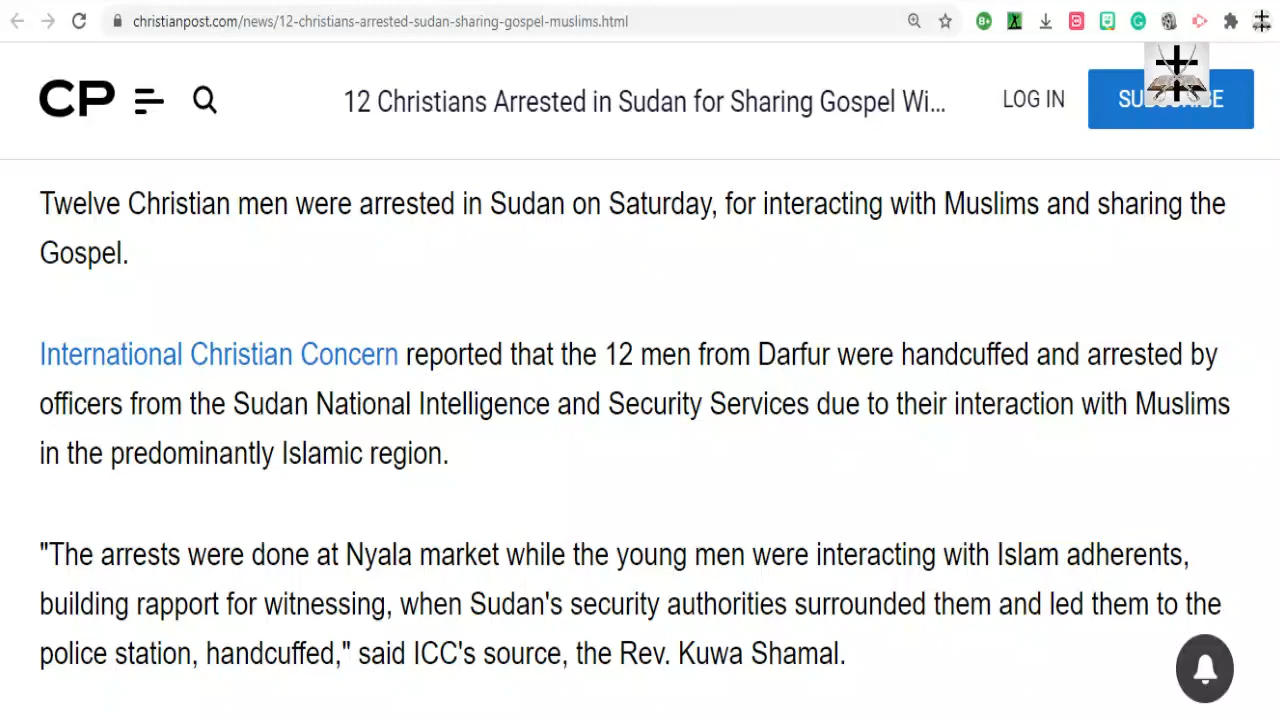 christianpost.com/news/12-christians-arrested-sudan-sharing-gospel-muslims.html
CP
12 Christians Arrested in Sudan for Sharing Gospel Wi...
LOG IN
SUBSCRIBE
Twelve Christian men were arrested in Sudan on Saturday, for interacting with Muslims and sharing the
Gospel.
International Christian Concern reported that the 12 men from Darfur were handcuffed and arrested by
officers from the Sudan National Intelligence and Security Services due to their interaction with Muslims
in the predominantly Islamic region.
"The arrests were done at Nyala market while the young men were interacting with Islam adherents,
building rapport for witnessing, when Sudan's security authorities surrounded them and led them to the
police station, handcuffed," said ICC's source, the Rev. Kuwa Shamal.